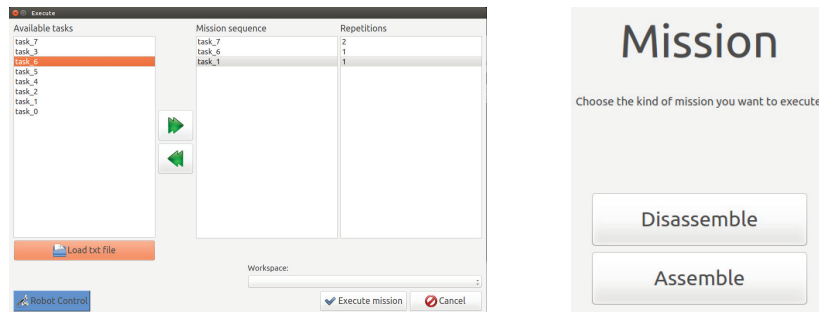 Execute
Available tasks
task_7
task_3
task_6
task_5
task_4
task_2
task_1
task_0
Load txt file
Robot Control
Mission sequence
task_7
task_6
task_1
Repetitions
2
1
1
Workspace:
Execute mission
Cancel
Mission
Choose the kind of mission you want to execute
Disassemble
Assemble